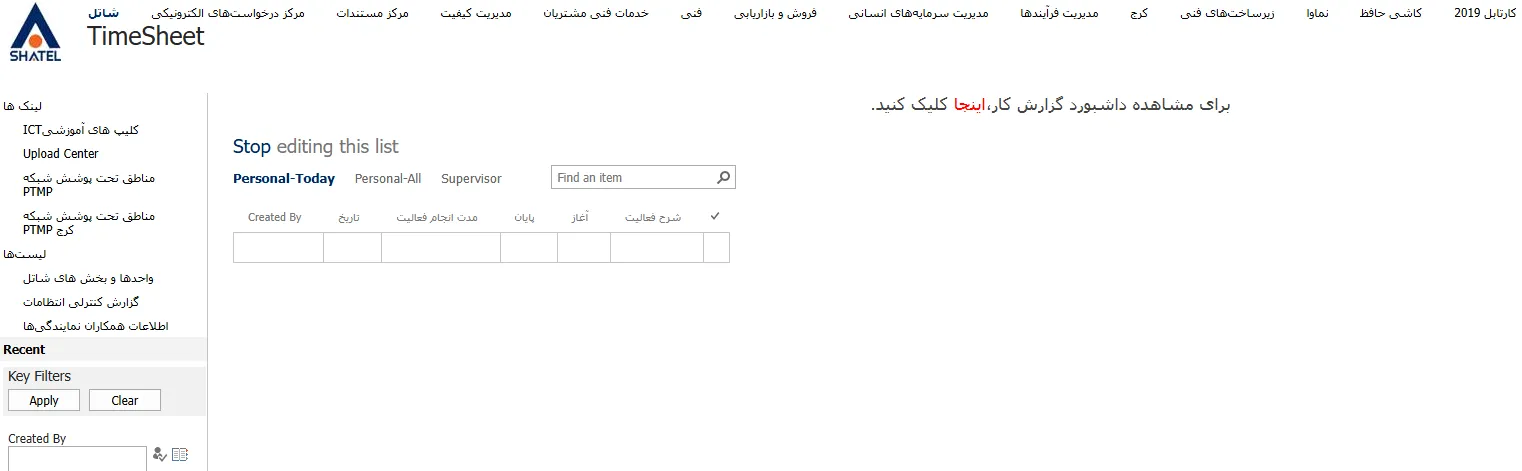 شاتل مرکز درخواست‌های الکترونیکی مرکز مستندات مدیریت کیفیت خدمات فنی مشتریان فنی فروش و بازاریابی مدیریت سرمایه‌های انسانی مدیریت فرآیندها کرج زیرساخت‌های فنی نماوا کاشی حافظ کارتابل 2019
SHATEL
TimeSheet
برای مشاهده داشبورد گزارش کار،اینجا کلیک کنید.
لینک ها
کلیپ های آموزشیICT
Upload Center
مناطق تحت پوشش شبکه
PTMP
مناطق تحت پوشش شبکه
PTMP کرج
لیست‌ها
واحدها و بخش های شاتل
گزارش کنترلی انتظامات
اطلاعات همکاران نمایندگی‌ها
Recent
Key Filters
Apply Clear
Created By
Stop editing this list
Personal-Today Personal-All Supervisor Find an item
Created By تاریخ مدت انجام فعالیت پایان آغاز شرح فعالیت ✓